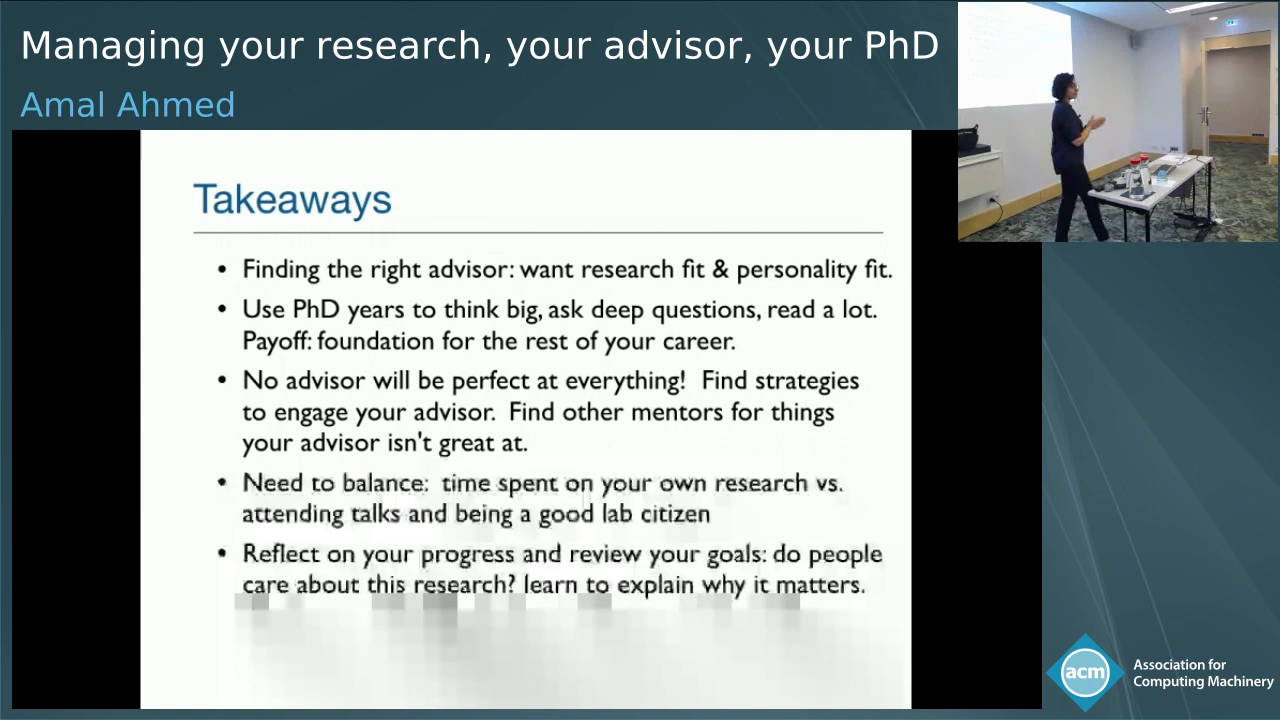 Managing your research, your advisor, your PhD
Amal Ahmed
Takeaways
• Finding the right advisor: want research fit & personality fit.
• Use PhD years to think big, ask deep questions, read a lot.
Payoff: foundation for the rest of your career.
• No advisor will be perfect at everything!  Find strategies
to engage your advisor.  Find other mentors for things
your advisor isn't great at.
• Need to balance:  time spent on your own research vs.
attending talks and being a good lab citizen
• Reflect on your progress and review your goals: do people
care about this research? learn to explain why it matters.
acm
Association for
Computing Machinery